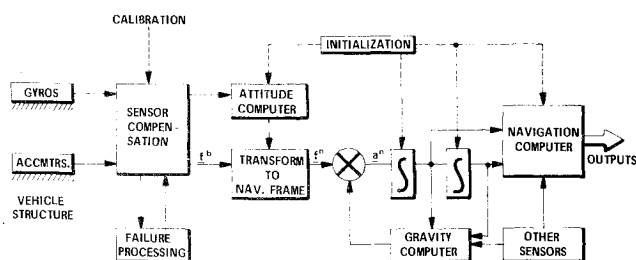 CALIBRATION
INITIALIZATION
GYROS
SENSOR
COMPEN-
SATION
ATTITUDE
COMPUTER
NAVIGATION
COMPUTER
OUTPUTS
ACCMTRS.
f^b
TRANSFORM
TO
NAV. FRAME
f^n
a^n
∫
∫
VEHICLE
STRUCTURE
FAILURE
PROCESSING
GRAVITY
COMPUTER
OTHER
SENSORS